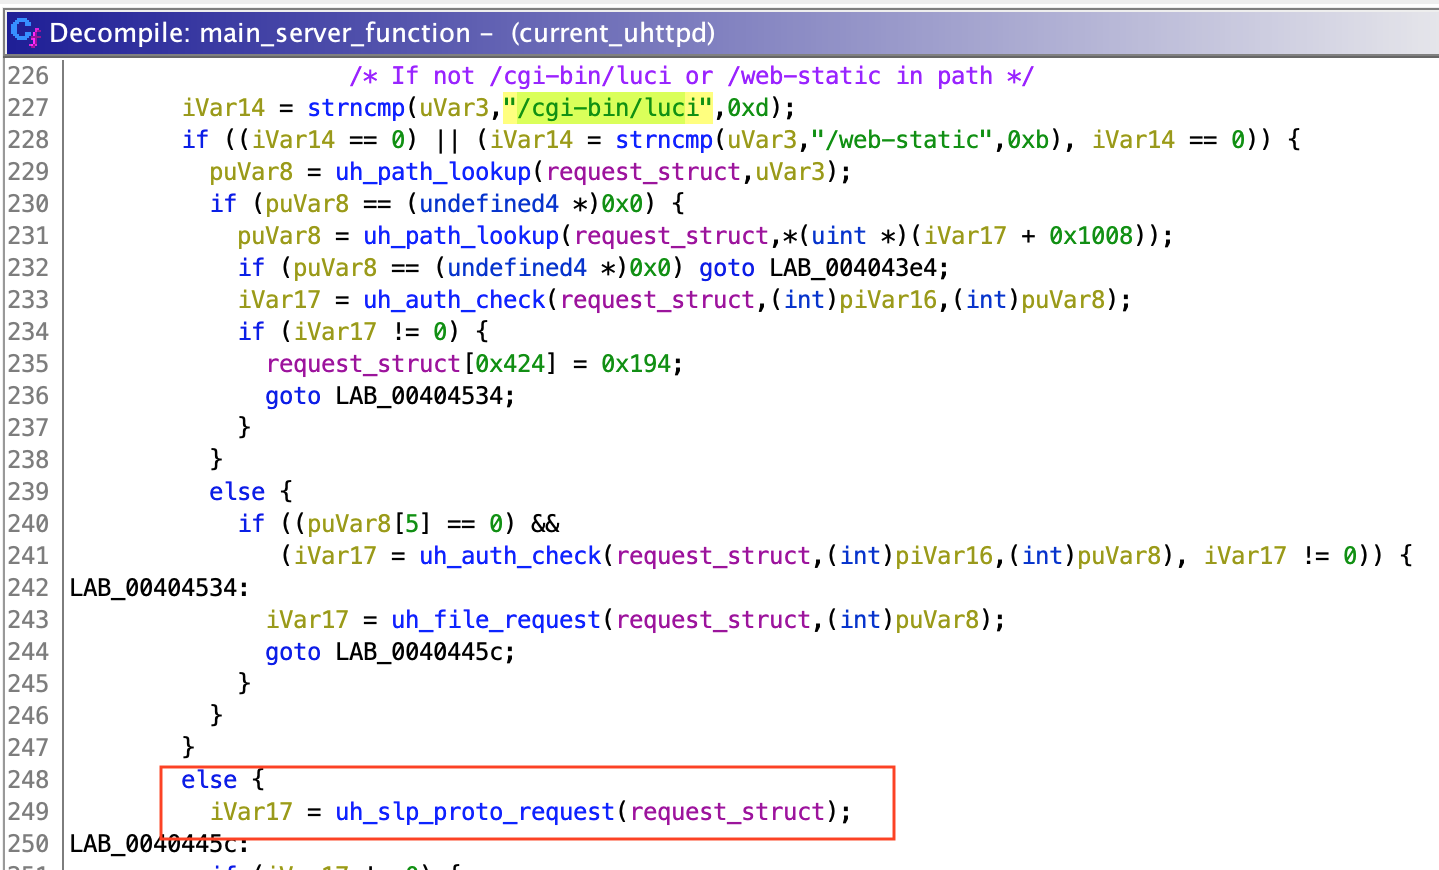 Decompile: main_server_function – (current_uhttpd)
226 /* If not /cgi-bin/luci or /web-static in path */
227 iVar14 = strncmp(uVar3,"/cgi-bin/luci",0xd);
228 if ((iVar14 == 0) || (iVar14 = strncmp(uVar3,"/web-static",0xb), iVar14 == 0)) {
229 puVar8 = uh_path_lookup(request_struct,uVar3);
230 if (puVar8 == (undefined4 *)0x0) {
231 puVar8 = uh_path_lookup(request_struct,*(uint *)(iVar17 + 0x1008));
232 if (puVar8 == (undefined4 *)0x0) goto LAB_004043e4;
233 iVar17 = uh_auth_check(request_struct,(int)piVar16,(int)puVar8);
234 if (iVar17 != 0) {
235 request_struct[0x424] = 0x194;
236 goto LAB_00404534;
237 }
238 }
239 else {
240 if ((puVar8[5] == 0) &&
241 (iVar17 = uh_auth_check(request_struct,(int)piVar16,(int)puVar8), iVar17 != 0)) {
242 LAB_00404534:
243 iVar17 = uh_file_request(request_struct,(int)puVar8);
244 goto LAB_0040445c;
245 }
246 }
247 }
248 else {
249 iVar17 = uh_slp_proto_request(request_struct);
250 LAB_0040445c: